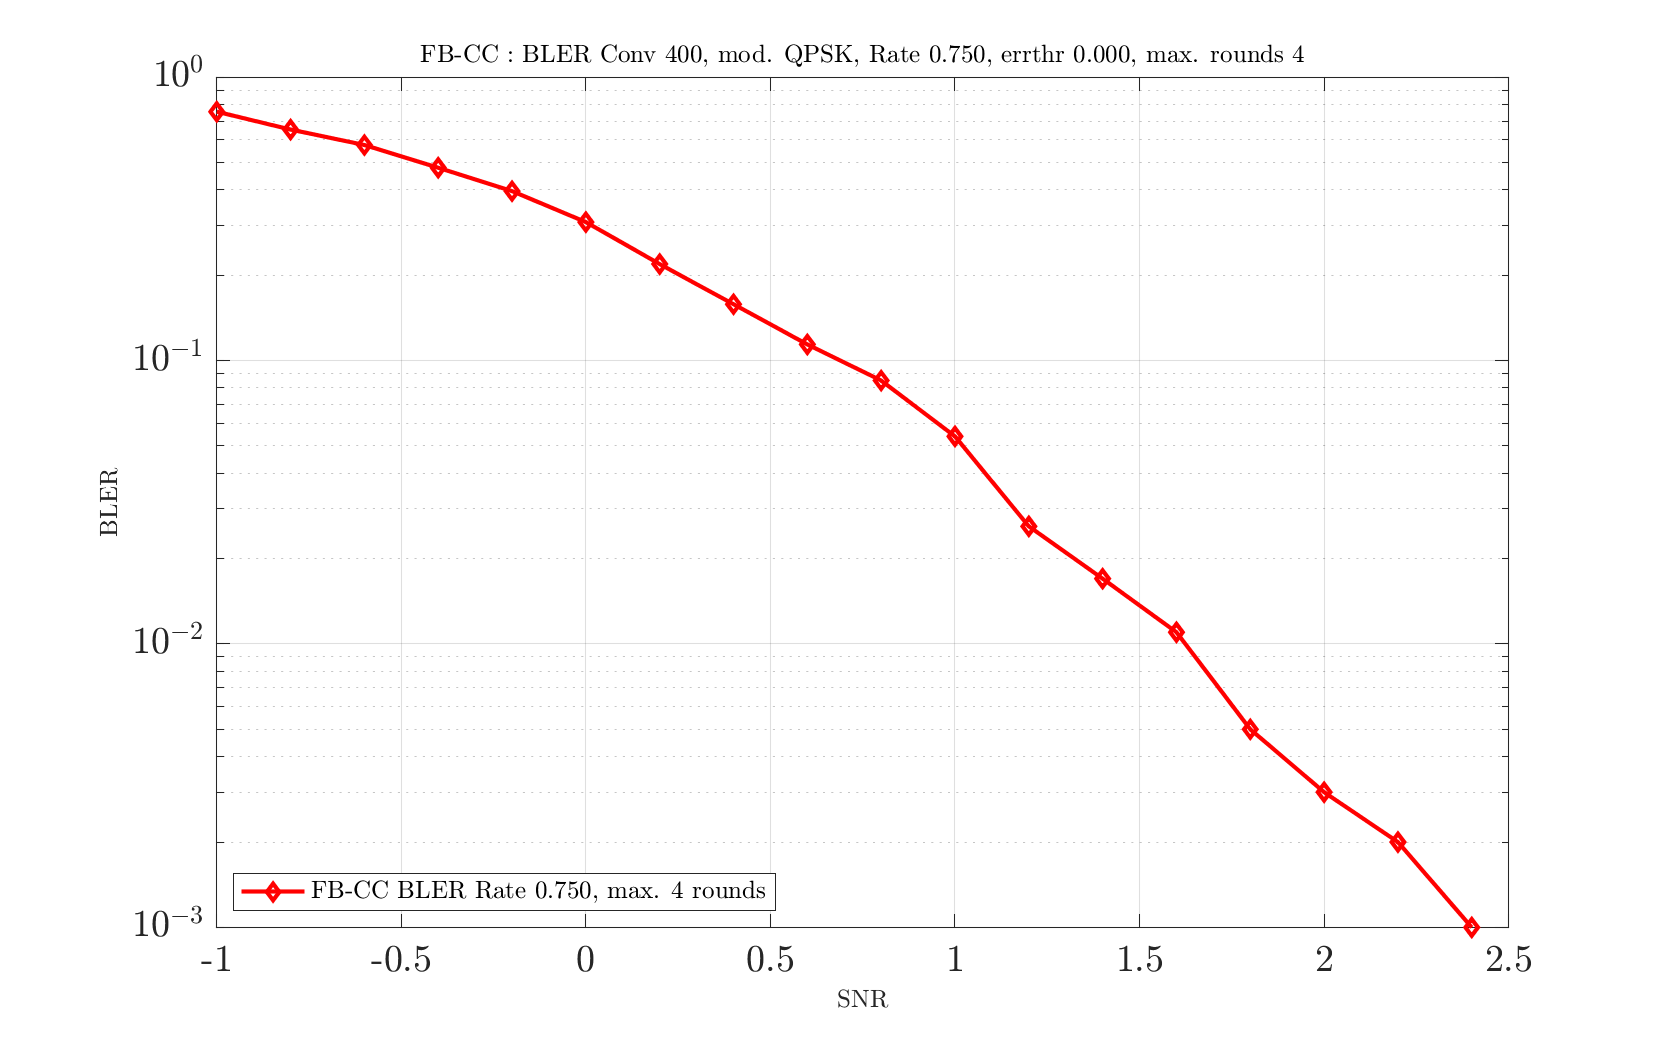 FB-CC : BLER Conv 400, mod. QPSK, Rate 0.750, errthr 0.000, max. rounds 4
10⁰
10⁻¹
10⁻²
10⁻³
BLER
FB-CC BLER Rate 0.750, max. 4 rounds
-1 -0.5 0 0.5 1 1.5 2 2.5
SNR